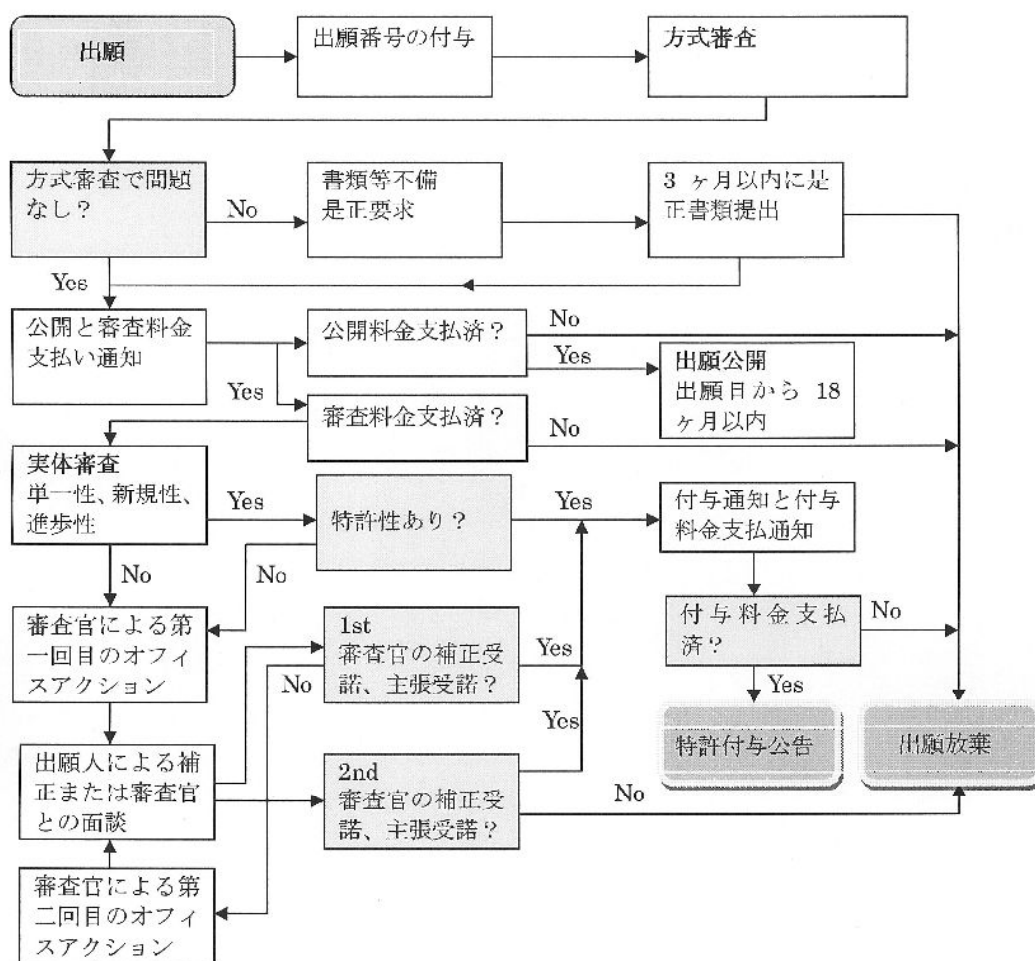 出願
出願番号の付与
方式審査
方式審査で問題
なし？
No
書類等不備
是正要求
3 ヶ月以内に是
正書類提出
Yes
公開と審査料金
支払い通知
公開料金支払済？
No
Yes
出願公開
出願日から 18
ヶ月以内
Yes
審査料金支払済？
No
実体審査
単一性、新規性、
進歩性
Yes
特許性あり？
Yes
付与通知と付与
料金支払通知
No
No
付与料金支払
済？
No
審査官による第
一回目のオフィ
スアクション
1st
審査官の補正受
諾、主張受諾？
Yes
No
Yes
Yes
特許付与公告
出願放棄
出願人による補
正または審査官
との面談
2nd
審査官の補正受
諾、主張受諾？
No
審査官による第
二回目のオフィ
スアクション